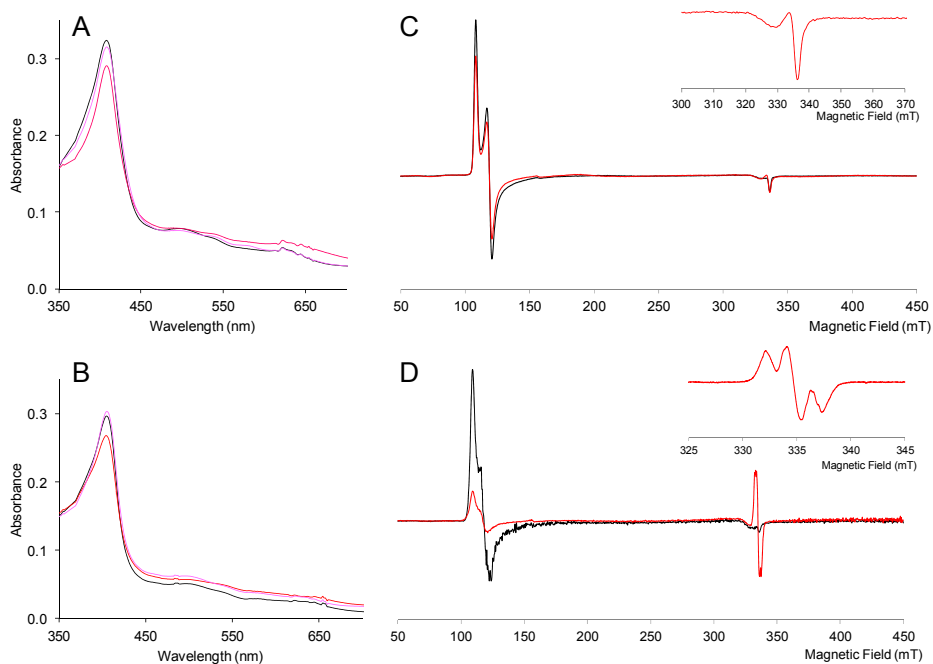 A
Absorbance
0.3
0.2
0.1
0.0
350 450 550 650
Wavelength (nm)
C
300 310 320 330 340 350 360 370
Magnetic Field (mT)
50 100 150 200 250 300 350 400 450
Magnetic Field (mT)
B
Absorbance
0.3
0.2
0.1
0.0
350 450 550 650
Wavelength (nm)
D
325 330 335 340 345
Magnetic Field (mT)
50 100 150 200 250 300 350 400 450
Magnetic Field (mT)